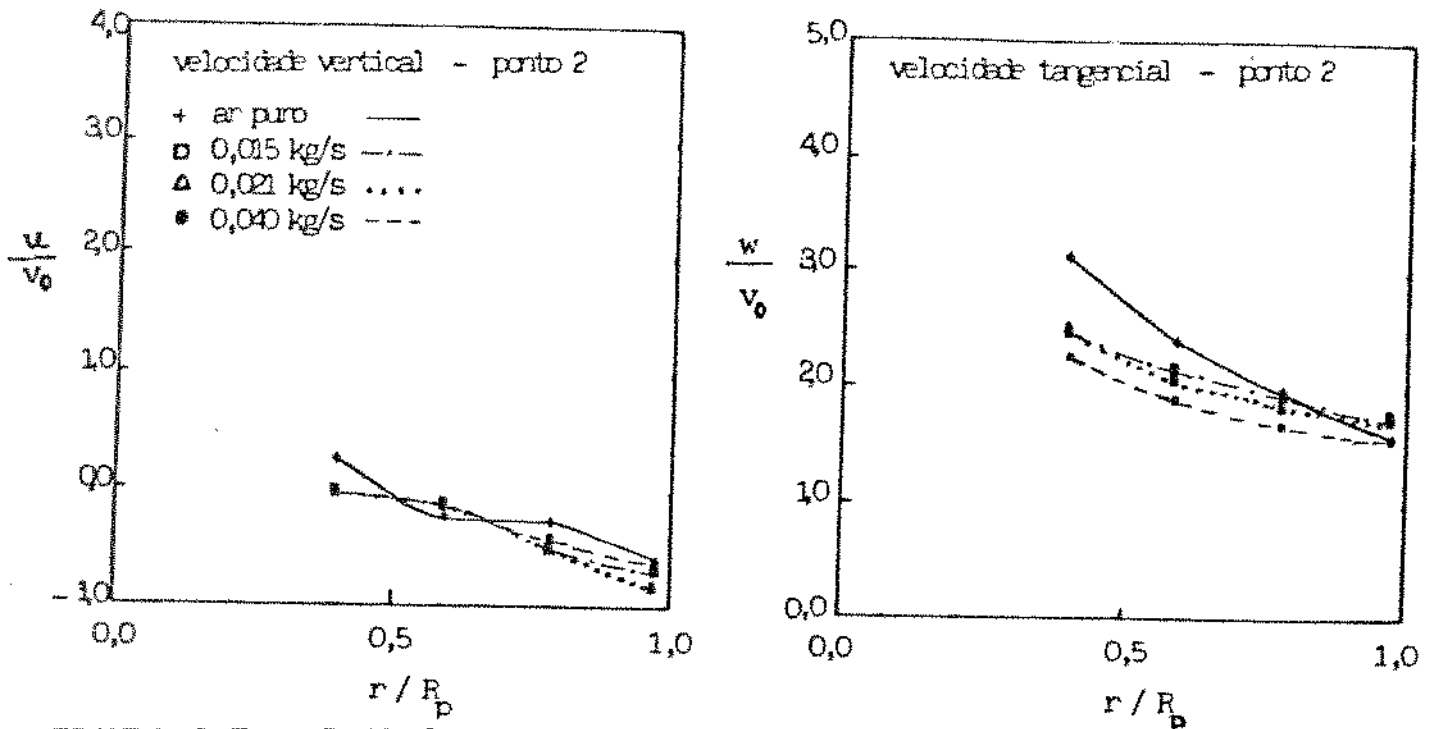 4,0
velocidade vertical - ponto 2
+ ar puro
0,015 kg/s
0,021 kg/s
0,040 kg/s
3,0
2,0
1,0
0,0
-1,0
u
v₀
0,0
0,5
1,0
r / Rp
5,0
velocidade tangencial - ponto 2
4,0
3,0
2,0
1,0
0,0
w
v₀
0,0
0,5
1,0
r / Rp